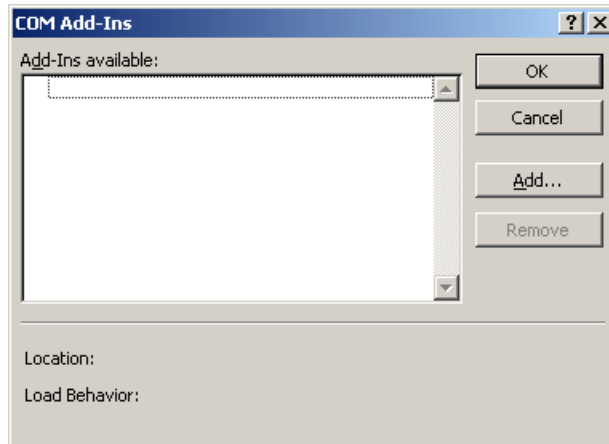 COM Add-Ins
Add-Ins available:
OK
Cancel
Add...
Remove
Location:
Load Behavior: